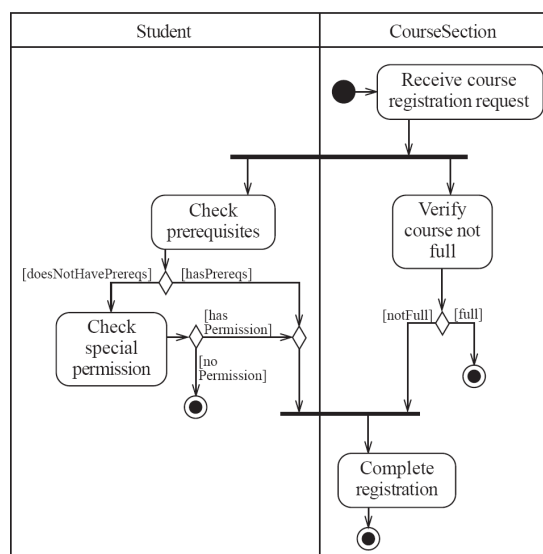 Student
CourseSection
Receive course
registration request
Check
prerequisites
Verify
course not
full
[doesNotHavePrereqs]
[hasPrereqs]
Check
special
permission
[has
Permission]
[no
Permission]
[notFull]
[full]
Complete
registration